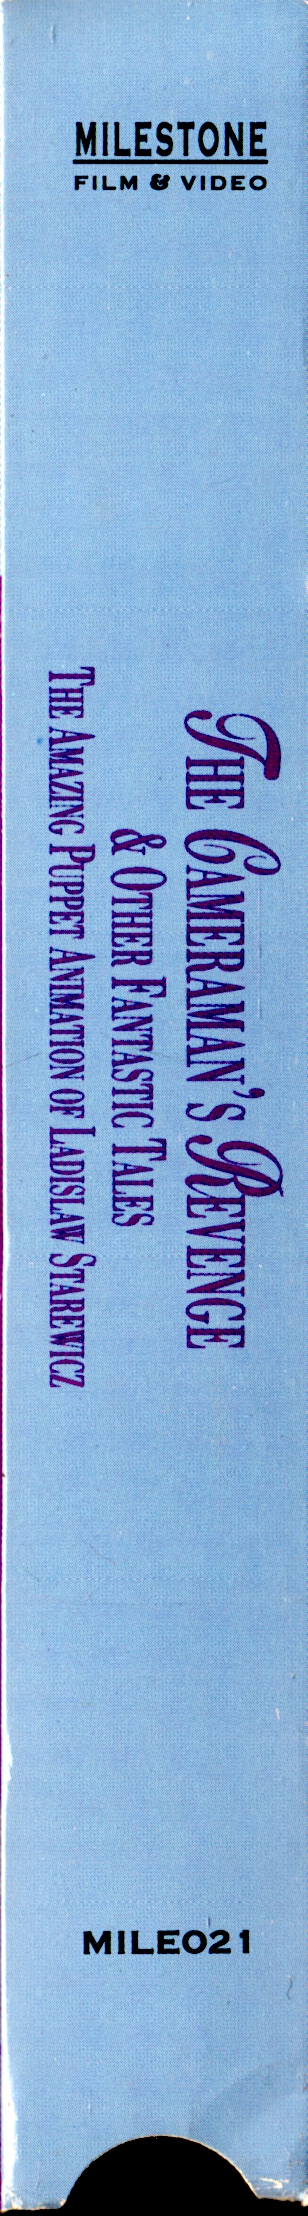 MILESTONE
FILM & VIDEO
THE CAMERAMAN'S REVENGE
& OTHER FANTASTIC TALES
THE AMAZING PUPPET ANIMATION OF LADISLAW STAREWICZ
MILE021